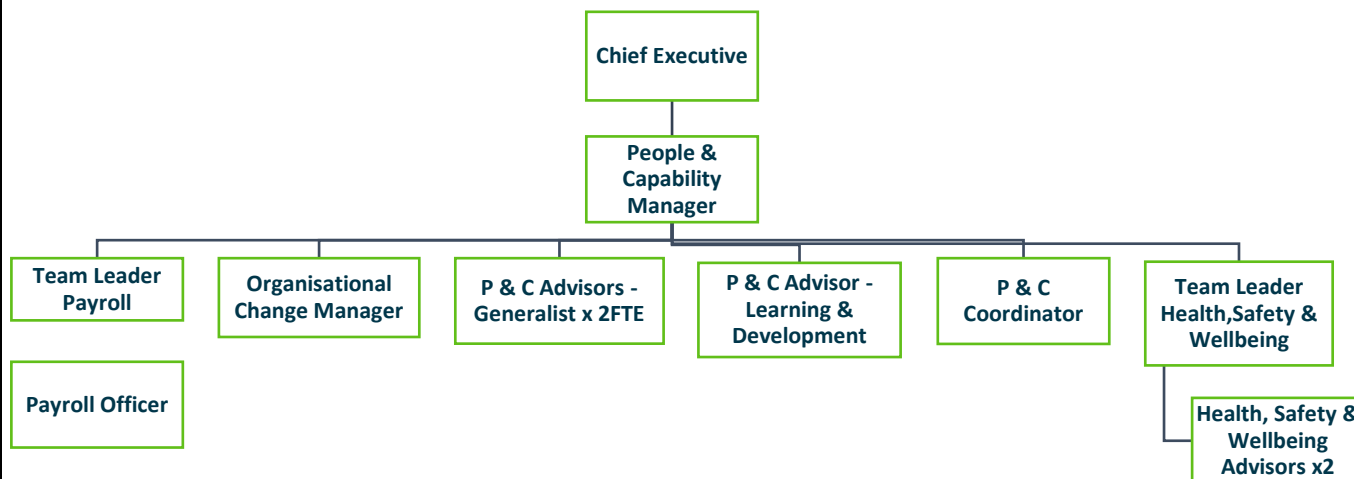 Chief Executive
People &
Capability
Manager
Team Leader
Payroll
Organisational
Change Manager
P & C Advisors -
Generalist x 2FTE
P & C Advisor -
Learning &
Development
P & C
Coordinator
Team Leader
Health,Safety &
Wellbeing
Payroll Officer
Health, Safety &
Wellbeing
Advisors x2